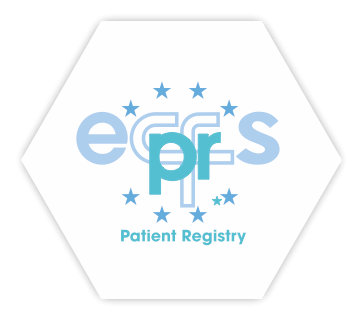 ecfs
pr
Patient Registry